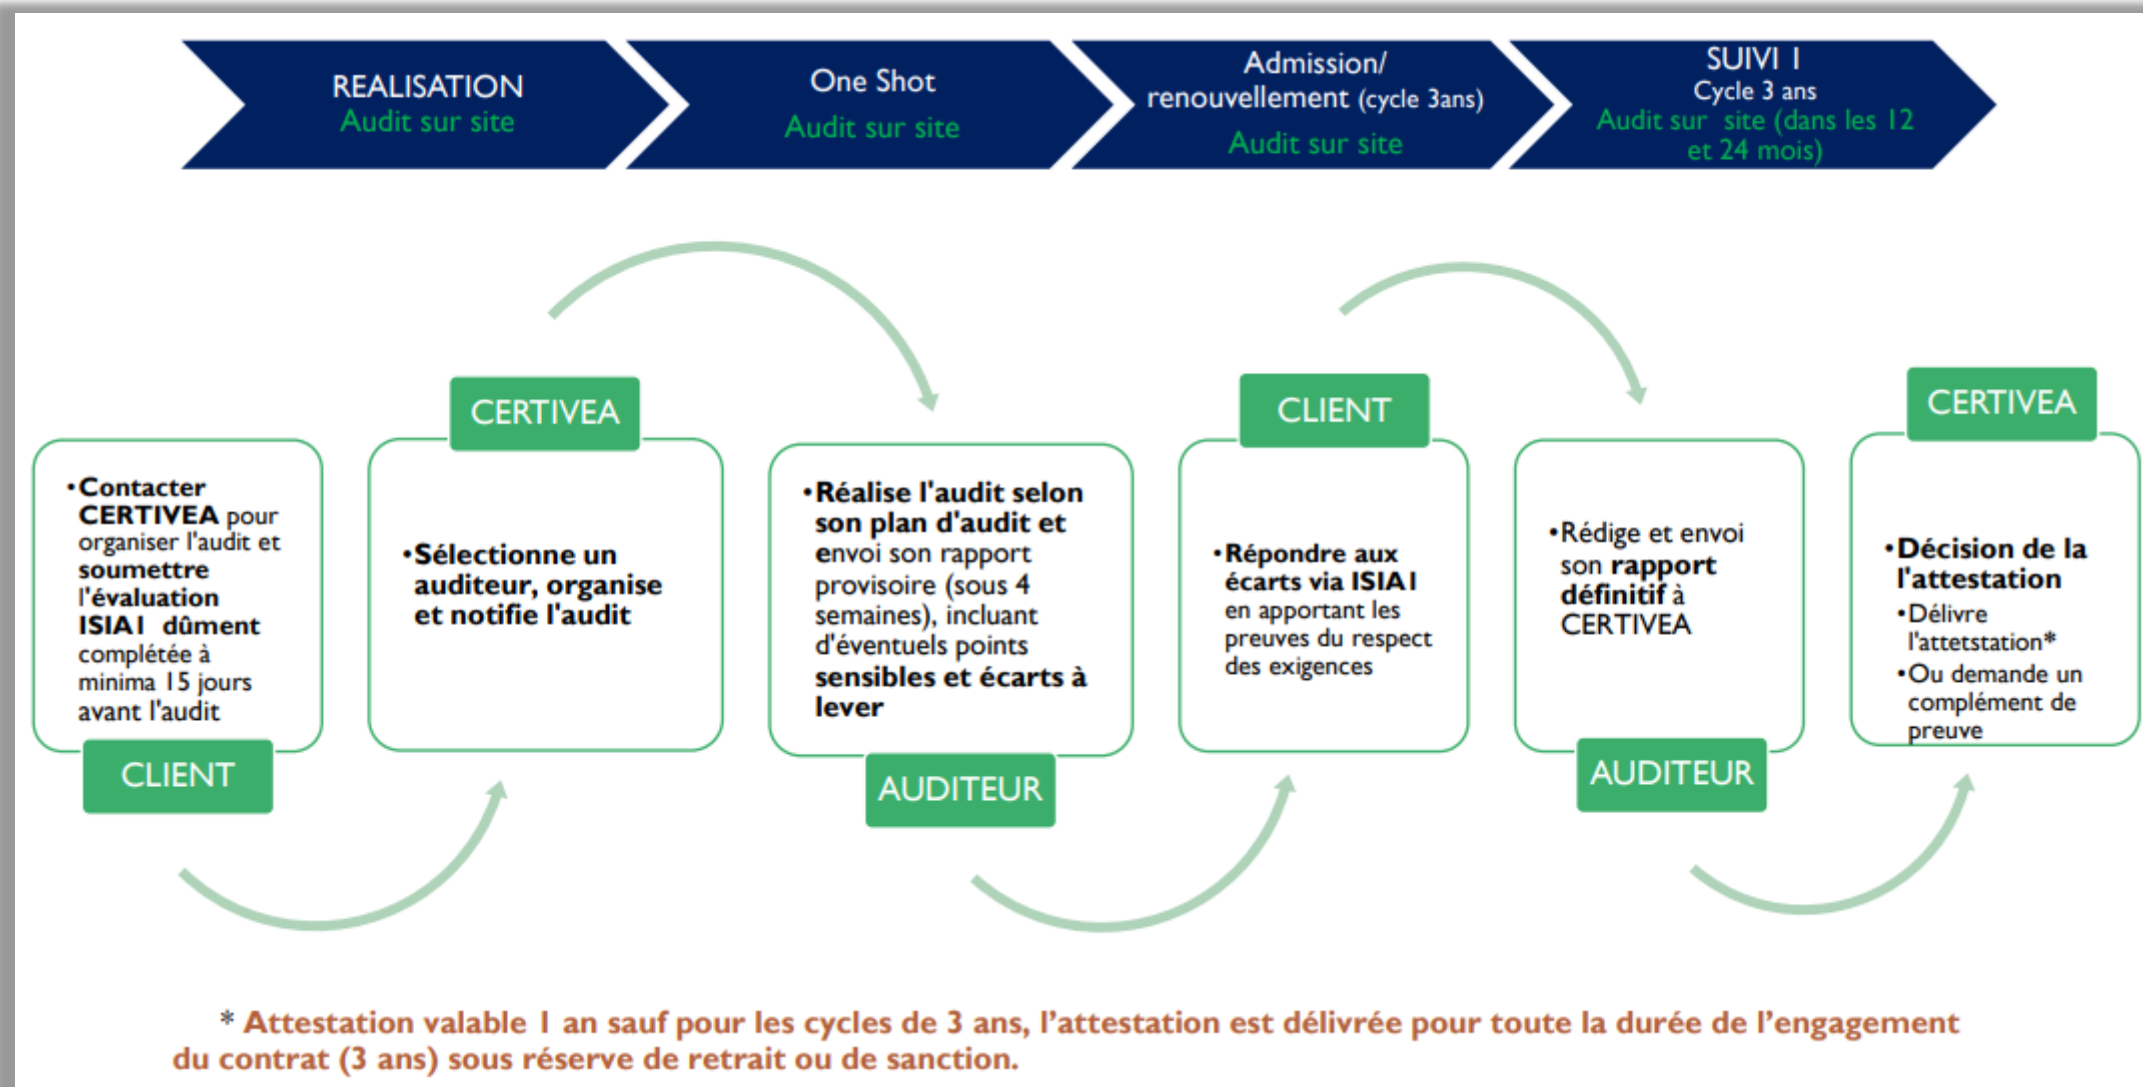 REALISATION
Audit sur site
One Shot
Audit sur site
Admission/
renouvellement (cycle 3ans)
Audit sur site
SUIVI 1
Cycle 3 ans
Audit sur site (dans les 12
et 24 mois)
•Contacter
CERTIVEA pour
organiser l'audit et
soumettre
l'évaluation
ISIA1 dûment
complétée à
minima 15 jours
avant l'audit
CLIENT
CERTIVEA
•Sélectionne un
auditeur, organise
et notifie l'audit
•Réalise l'audit selon
son plan d'audit et
envoi son rapport
provisoire (sous 4
semaines), incluant
d'éventuels points
sensibles et écarts à
lever
AUDITEUR
CLIENT
•Répondre aux
écarts via ISIA1
en apportant les
preuves du respect
des exigences
•Rédige et envoi
son rapport
définitif à
CERTIVEA
AUDITEUR
CERTIVEA
•Décision de la
l'attestation
•Délivre
l'attetstation*
•Ou demande un
complément de
preuve
* Attestation valable 1 an sauf pour les cycles de 3 ans, l’attestation est délivrée pour toute la durée de l’engagement
du contrat (3 ans) sous réserve de retrait ou de sanction.